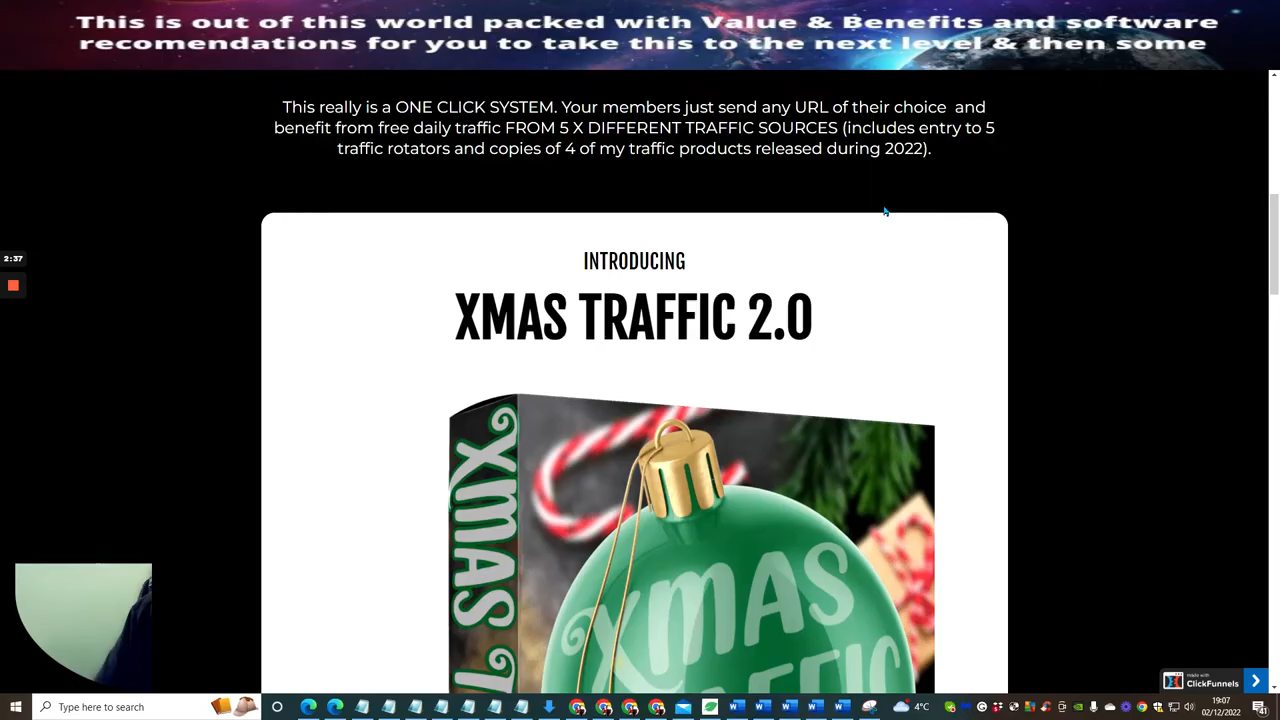 This is out of this world packed with Value & Benefits and software
recomendations for you to take this to the next level & then some
This really is a ONE CLICK SYSTEM. Your members just send any URL of their choice and
benefit from free daily traffic FROM 5 X DIFFERENT TRAFFIC SOURCES (includes entry to 5
traffic rotators and copies of 4 of my traffic products released during 2022).
INTRODUCING
XMAS TRAFFIC 2.0
2:37
XMAS T
XMAS
TRAFFIC
made with
ClickFunnels
Type here to search
4°C
19:07
02/12/2022